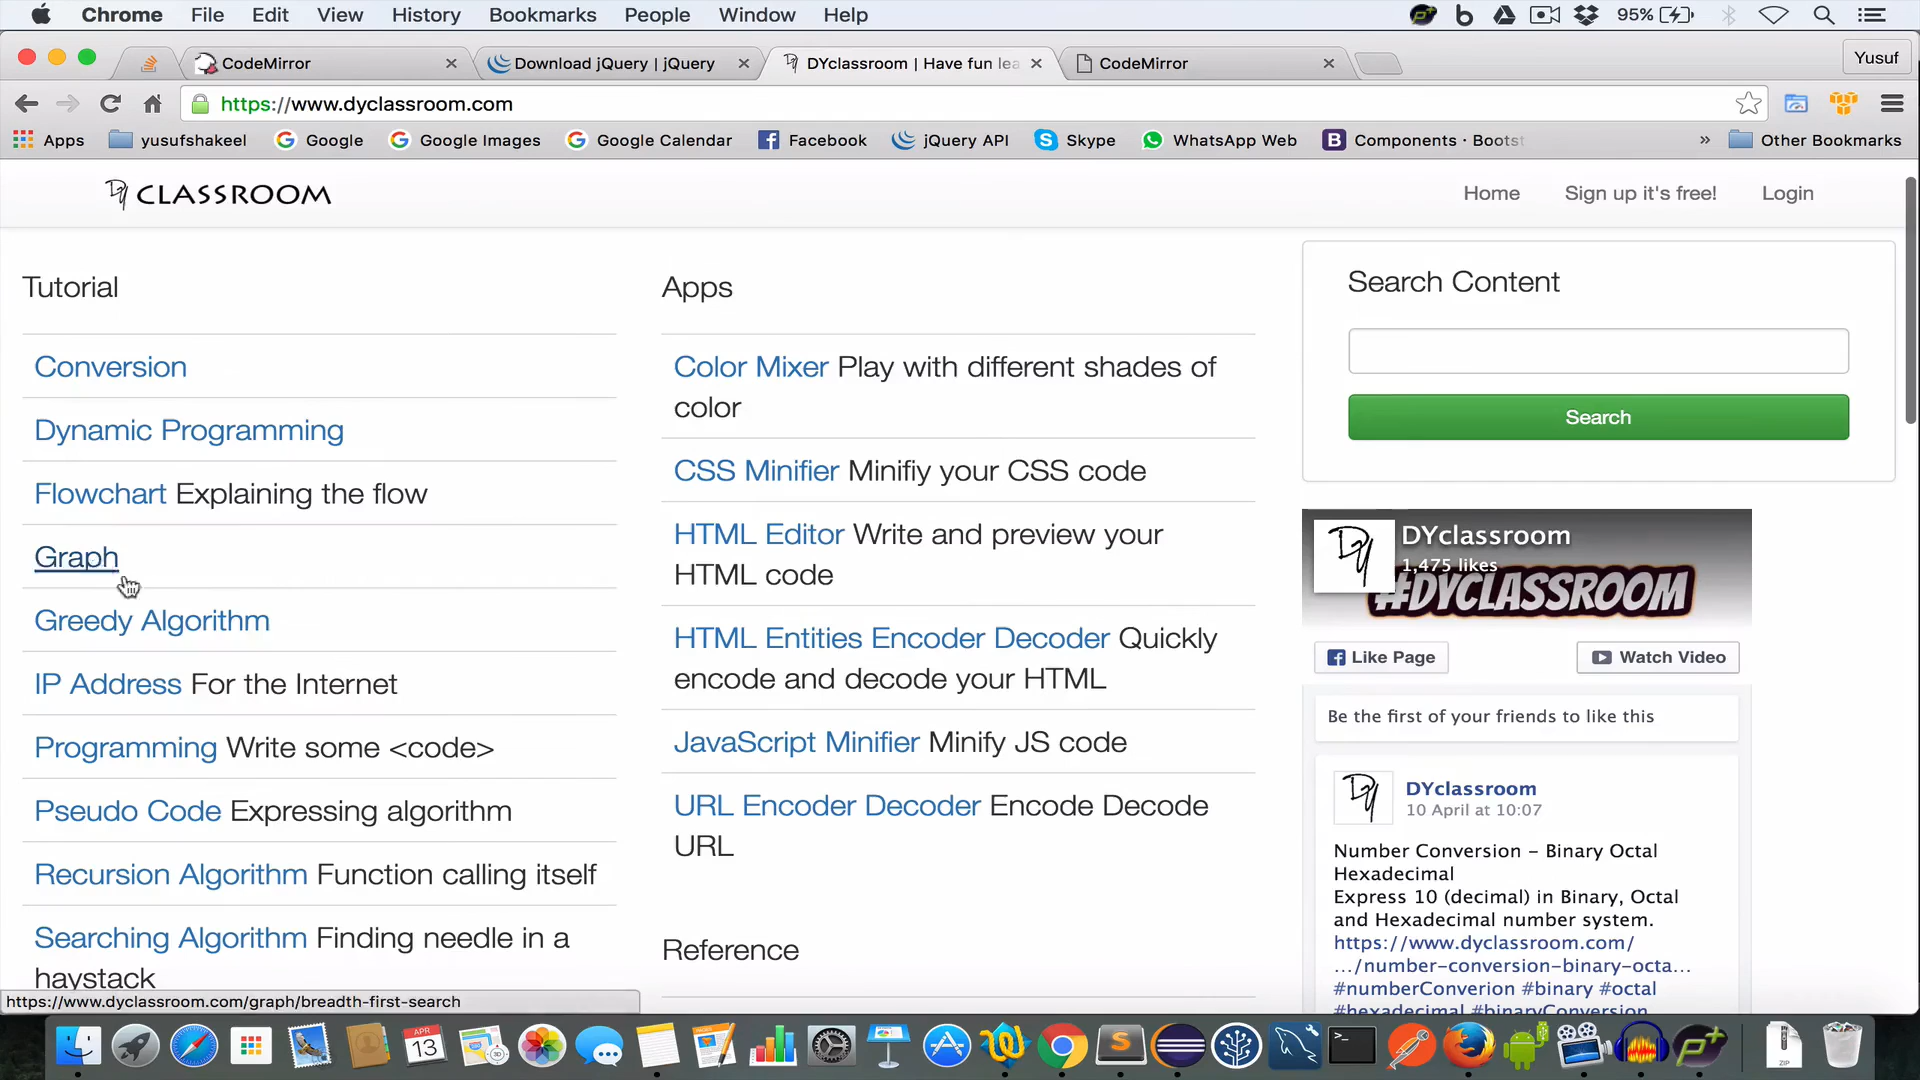 Chrome File Edit View History Bookmarks People Window Help 95%
CodeMirror
Download jQuery | jQuery
DYclassroom | Have fun lea
CodeMirror
Yusuf
https://www.dyclassroom.com
Apps yusufshakeel Google Google Images Google Calendar Facebook jQuery API Skype WhatsApp Web Components · Bootst » Other Bookmarks
CLASSROOM
Home Sign up it's free! Login
Tutorial
Conversion
Dynamic Programming
Flowchart Explaining the flow
Graph
Greedy Algorithm
IP Address For the Internet
Programming Write some <code>
Pseudo Code Expressing algorithm
Recursion Algorithm Function calling itself
Searching Algorithm Finding needle in a
haystack
https://www.dyclassroom.com/graph/breadth-first-search
Apps
Color Mixer Play with different shades of
color
CSS Minifier Minifiy your CSS code
HTML Editor Write and preview your
HTML code
HTML Entities Encoder Decoder Quickly
encode and decode your HTML
JavaScript Minifier Minify JS code
URL Encoder Decoder Encode Decode
URL
Reference
Search Content
Search
DYclassroom
1,475 likes
#DYCLASSROOM
Like Page
Watch Video
Be the first of your friends to like this
DYclassroom
10 April at 10:07
Number Conversion – Binary Octal
Hexadecimal
Express 10 (decimal) in Binary, Octal
and Hexadecimal number system.
https://www.dyclassroom.com/
…/number-conversion-binary-octa…
#numberConverion #binary #octal
#hexadecimal #binaryConversion
APR
13
ZIP